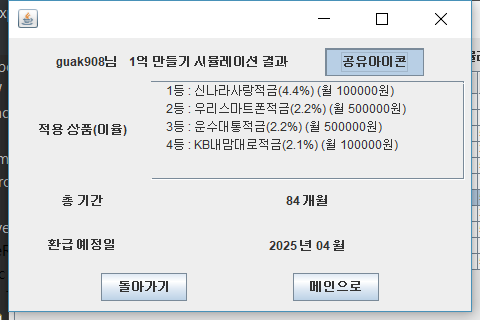 guak908님 1억 만들기 시뮬레이션 결과 공유아이콘
1등 : 신나라사랑적금(4.4%) (월 100000원)
2등 : 우리스마트폰적금(2.2%) (월 500000원)
적용 상품(이율)
3등 : 운수대통적금(2.2%) (월 500000원)
4등 : KB내맘대로적금(2.1%) (월 100000원)
총 기간 84 개월
환급 예정일 2025 년 04 월
돌아가기 메인으로